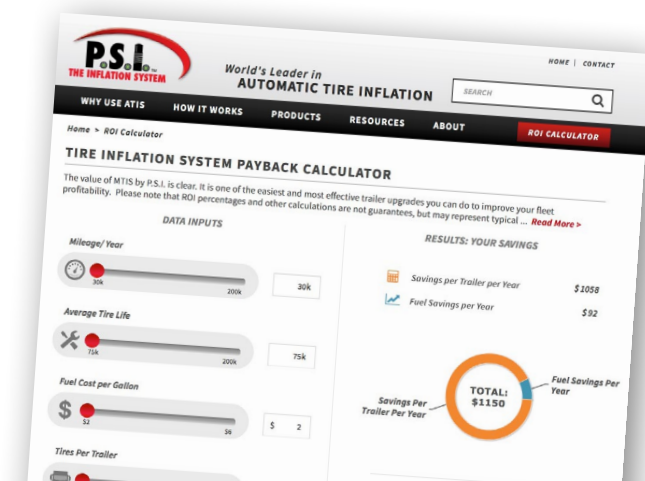 P.S.I.
THE INFLATION SYSTEM
World's Leader in
AUTOMATIC TIRE INFLATION
HOME | CONTACT
SEARCH
WHY USE ATIS HOW IT WORKS PRODUCTS RESOURCES ABOUT ROI CALCULATOR
Home > ROI Calculator
TIRE INFLATION SYSTEM PAYBACK CALCULATOR
The value of MTIS by P.S.I. is clear. It is one of the easiest and most effective trailer upgrades you can do to improve your fleet
profitability. Please note that ROI percentages and other calculations are not guarantees, but may represent typical ... Read More >
DATA INPUTS
Mileage/ Year
30k 200k 30k
Average Tire Life
75k 200k 75k
Fuel Cost per Gallon
$ $2 $6 $ 2
Tires Per Trailer
RESULTS: YOUR SAVINGS
Savings per Trailer per Year $1058
Fuel Savings per Year $92
TOTAL:
$1150
Fuel Savings Per
Year
Savings Per
Trailer Per Year